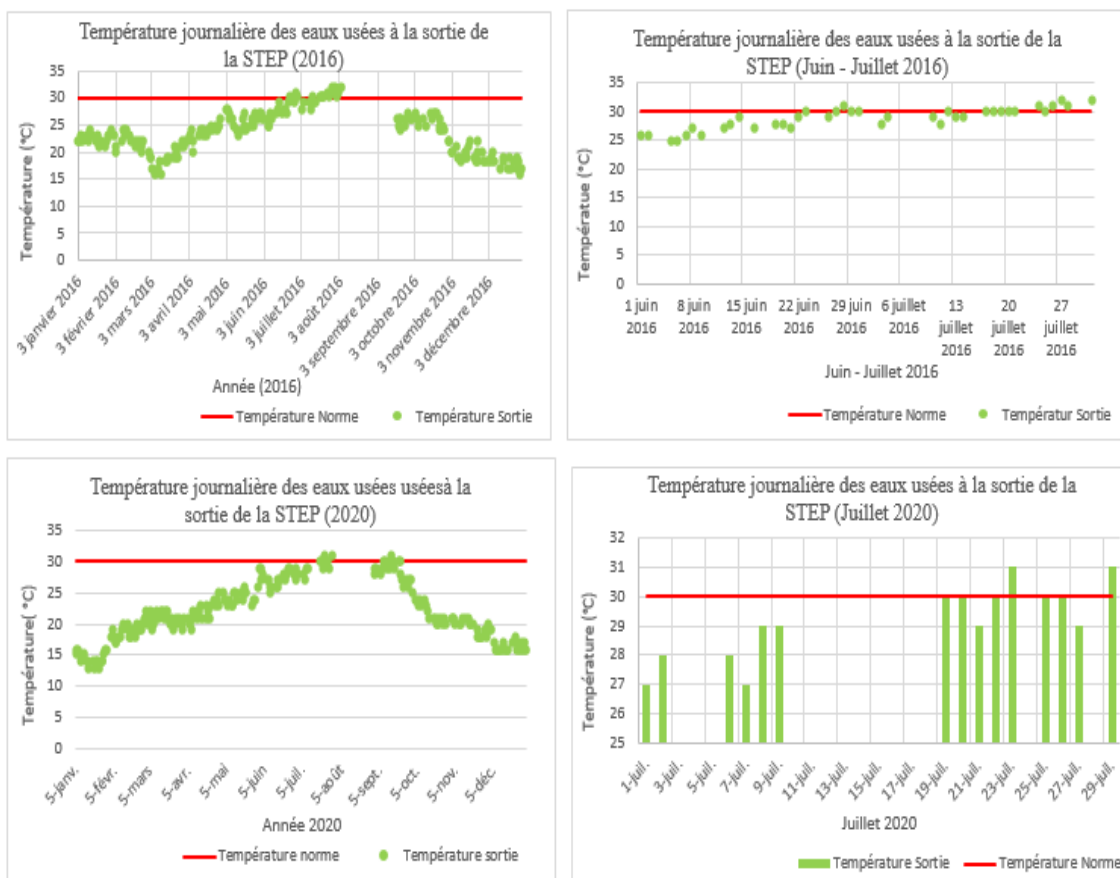 Température journalière des eaux usées à la sortie de
la STEP (2016)
35
30
25
20
15
10
5
0
Température (°C)
3 janvier 2016
3 février 2016
3 mars 2016
3 avril 2016
3 mai 2016
3 juin 2016
3 juillet 2016
3 août 2016
3 septembre 2016
3 octobre 2016
3 novembre 2016
3 décembre 2016
Année (2016)
Température Norme
Température Sortie
Température journalière des eaux usées à la sortie de la
STEP (Juin - Juillet 2016)
35
30
25
20
15
10
5
0
Températue (°C)
1 juin 8 juin 15 juin 22 juin 29 juin 6 juillet 13 20 27
2016 2016 2016 2016 2016 2016 juillet juillet juillet
2016 2016 2016
Juin - Juillet 2016
Température Norme
Températur Sortie
Température journalière des eaux usées uséesà la
sortie de la STEP (2020)
35
30
25
20
15
10
5
0
Température( °C)
5-janv.
5-févr.
5-mars
5-avr.
5-mai
5-juin
5-juil.
5-août
5-sept.
5-oct.
5-nov.
5-déc.
Année 2020
Température norme
Température sortie
Température journalière des eaux usées à la sortie de la
STEP (Juillet 2020)
32
31
30
29
28
27
26
25
Température (°C)
1-juil.
3-juil.
5-juil.
7-juil.
9-juil.
11-juil.
13-juil.
15-juil.
17-juil.
19-juil.
21-juil.
23-juil.
25-juil.
27-juil.
29-juil.
Juillet 2020
Température Sortie
Température Norme